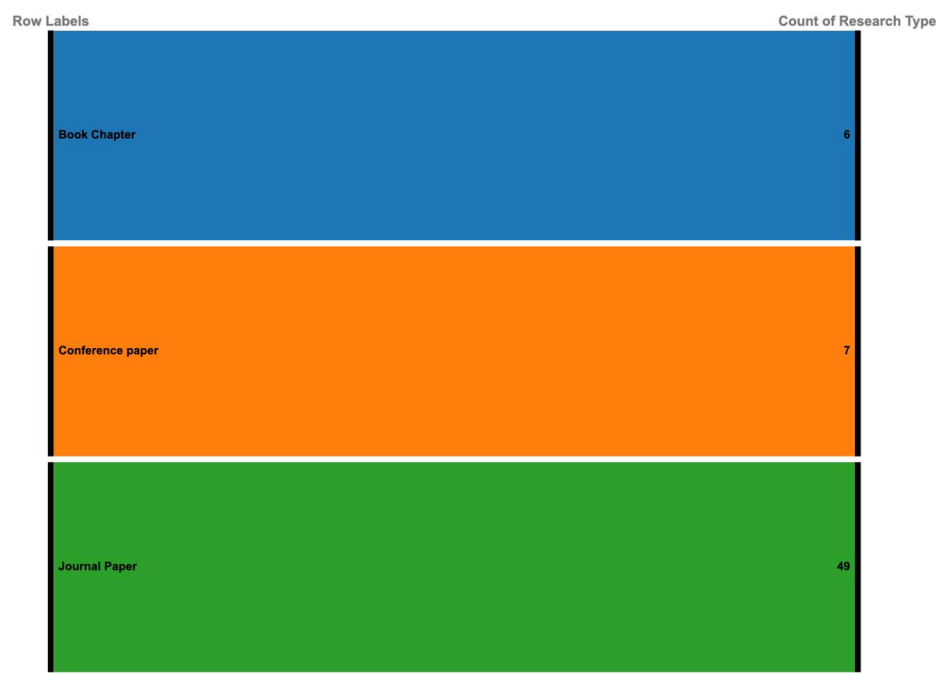 Row Labels Count of Research Type
Book Chapter 6
Conference paper 7
Journal Paper 49